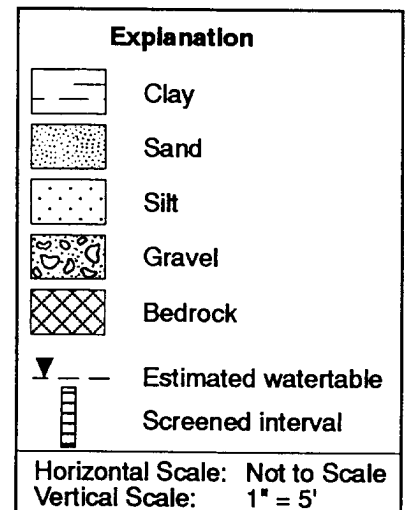 Explanation
Clay
Sand
Silt
Gravel
Bedrock
Estimated watertable
Screened interval
Horizontal Scale: Not to Scale
Vertical Scale: 1" = 5'